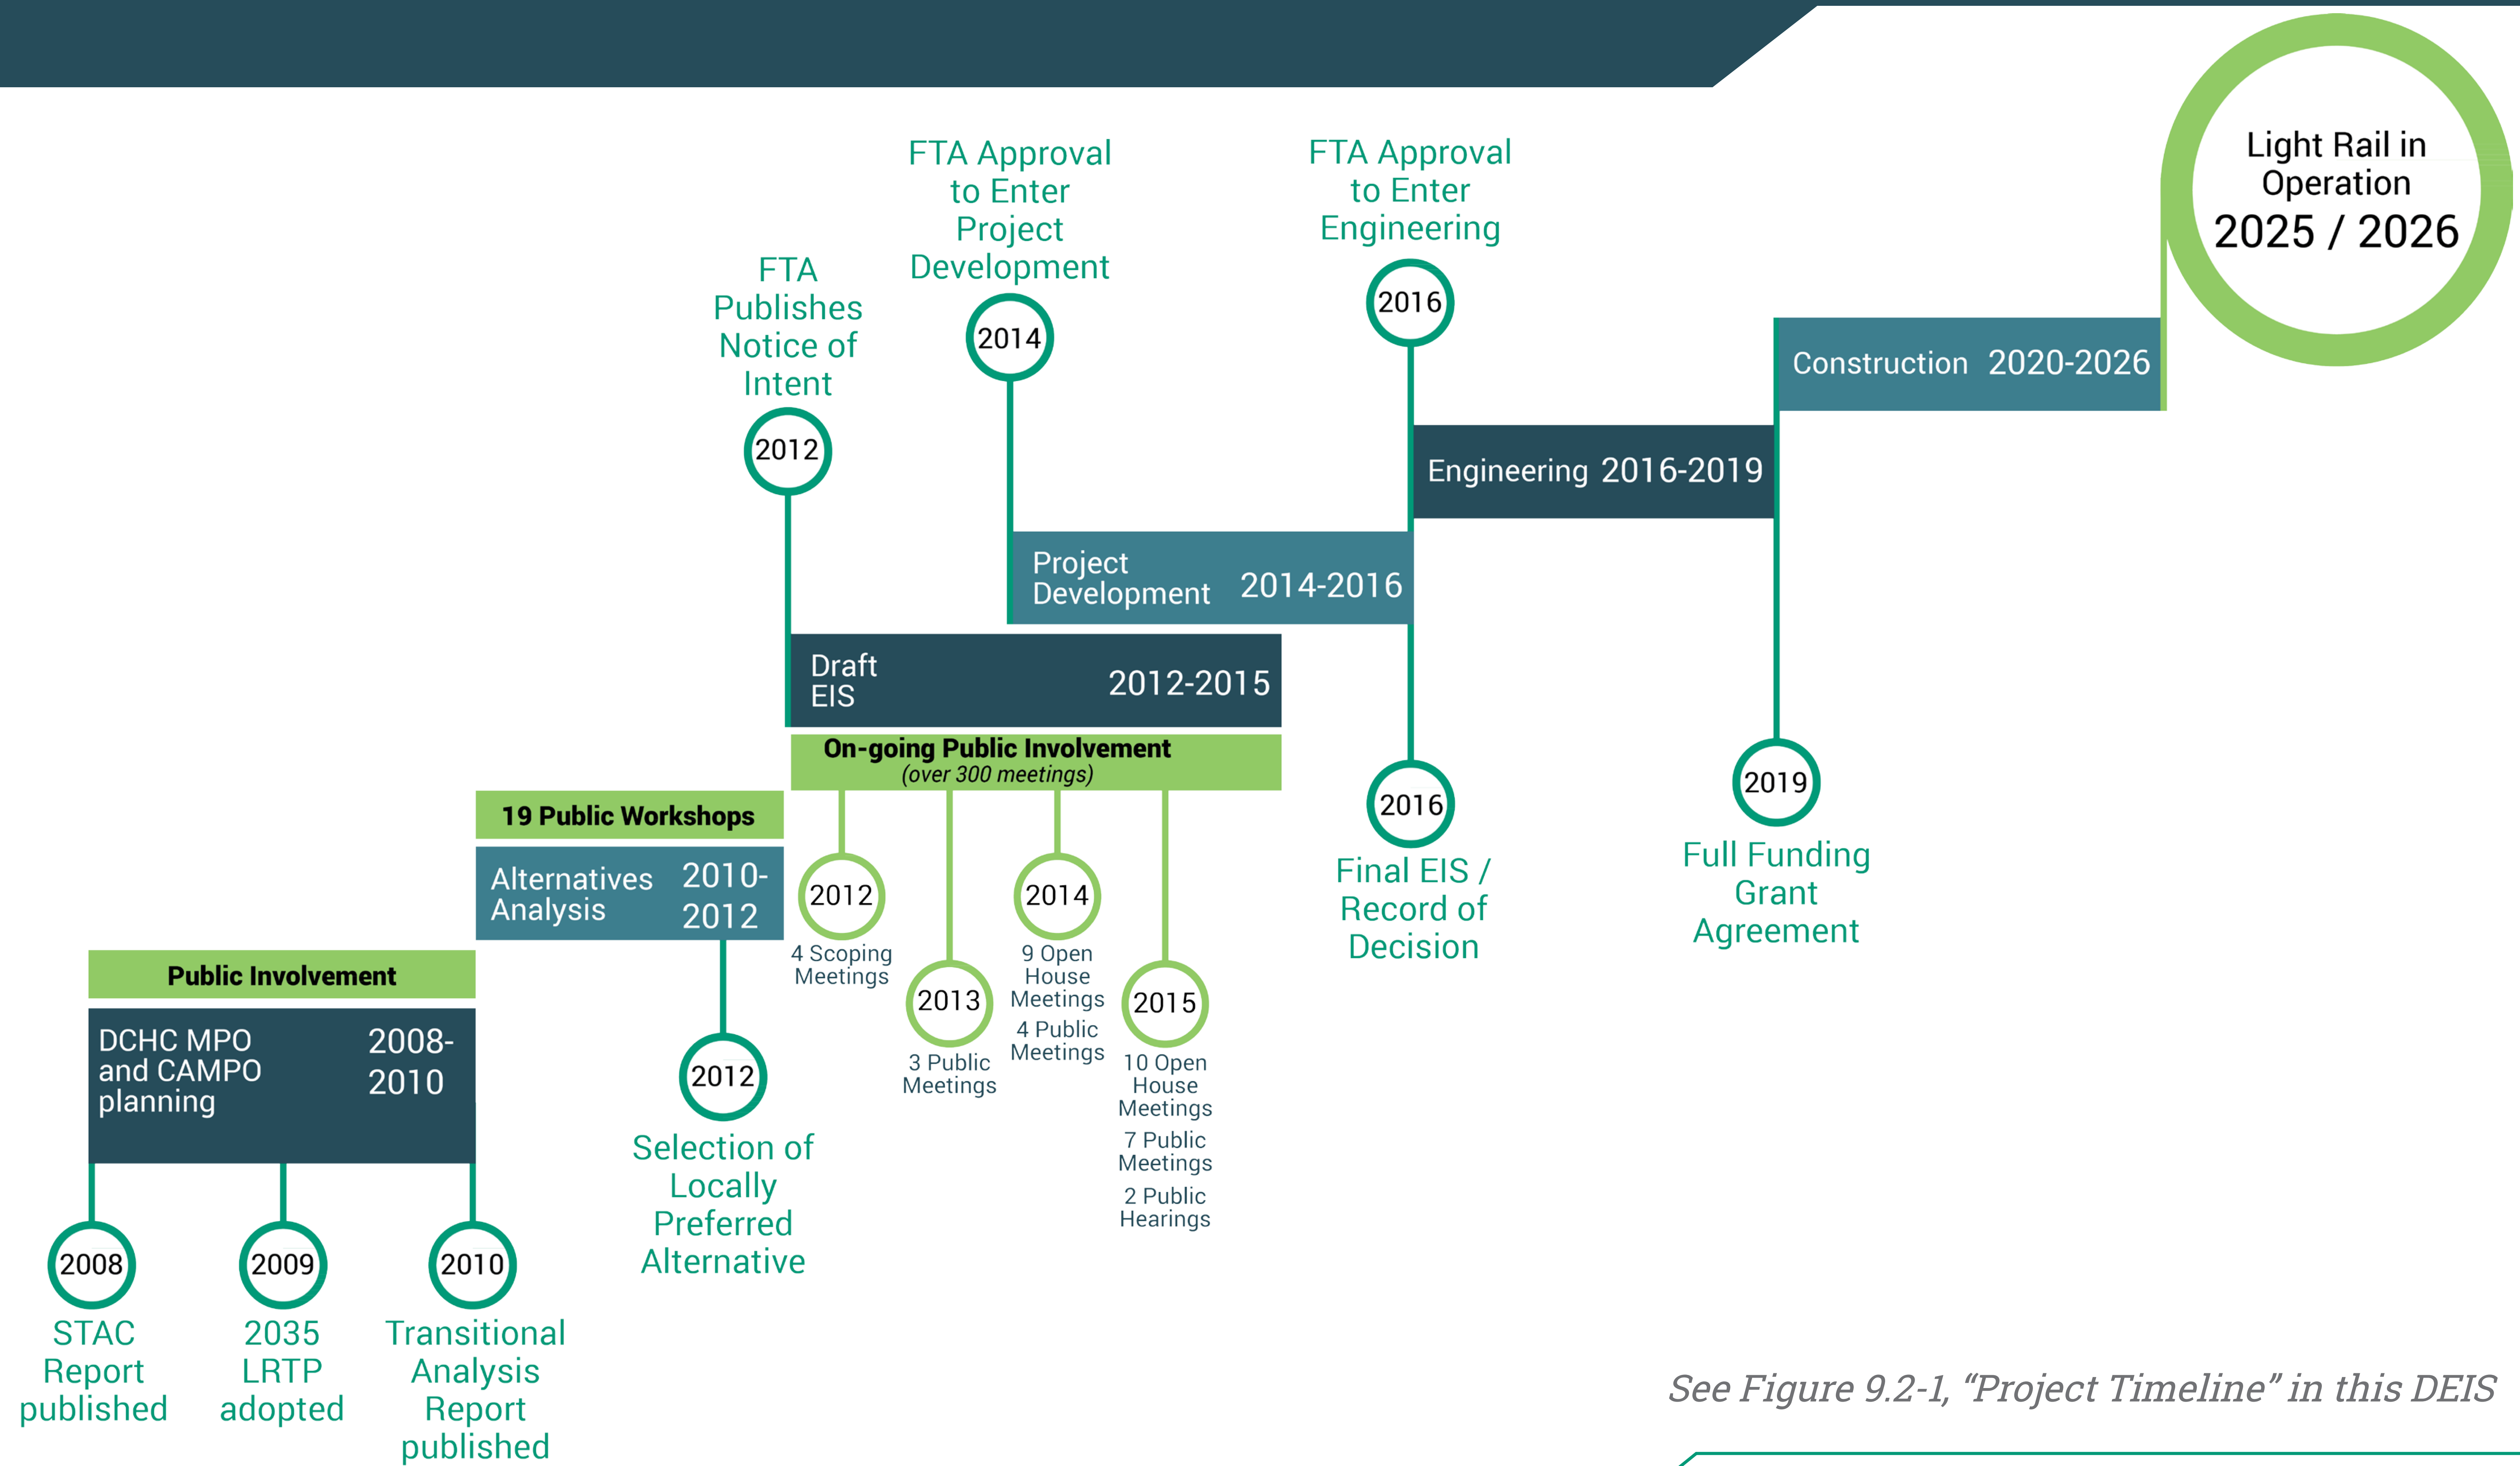 Light Rail in
Operation
2025 / 2026
FTA Approval
to Enter
Project
Development
2014
FTA Approval
to Enter
Engineering
2016
FTA
Publishes
Notice of
Intent
2012
Construction 2020-2026
Engineering 2016-2019
Project
Development 2014-2016
Draft
EIS 2012-2015
On-going Public Involvement
(over 300 meetings)
19 Public Workshops
Alternatives
Analysis
2010-
2012
2012
4 Scoping
Meetings
2013
3 Public
Meetings
2014
9 Open
House
Meetings
4 Public
Meetings
2015
10 Open
House
Meetings
7 Public
Meetings
2 Public
Hearings
2016
Final EIS /
Record of
Decision
2019
Full Funding
Grant
Agreement
Public Involvement
DCHC MPO
and CAMPO
planning
2008-
2010
2012
Selection of
Locally
Preferred
Alternative
2008
STAC
Report
published
2009
2035
LRTP
adopted
2010
Transitional
Analysis
Report
published
See Figure 9.2-1, “Project Timeline” in this DEIS